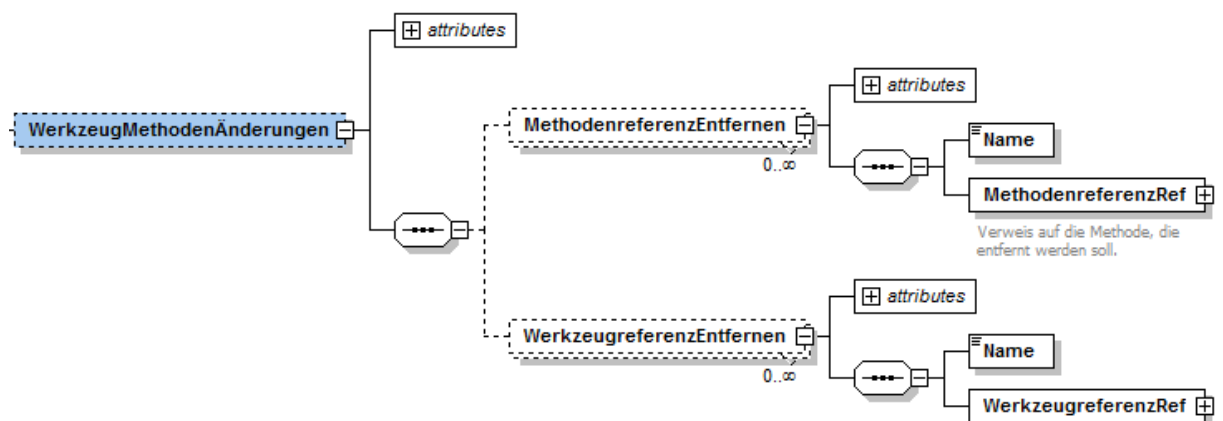 attributes
attributes
WerkzeugMethodenÄnderungen
MethodenreferenzEntfernen
0..∞
Name
MethodenreferenzRef
Verweis auf die Methode, die
entfernt werden soll.
attributes
WerkzeugreferenzEntfernen
0..∞
Name
WerkzeugreferenzRef